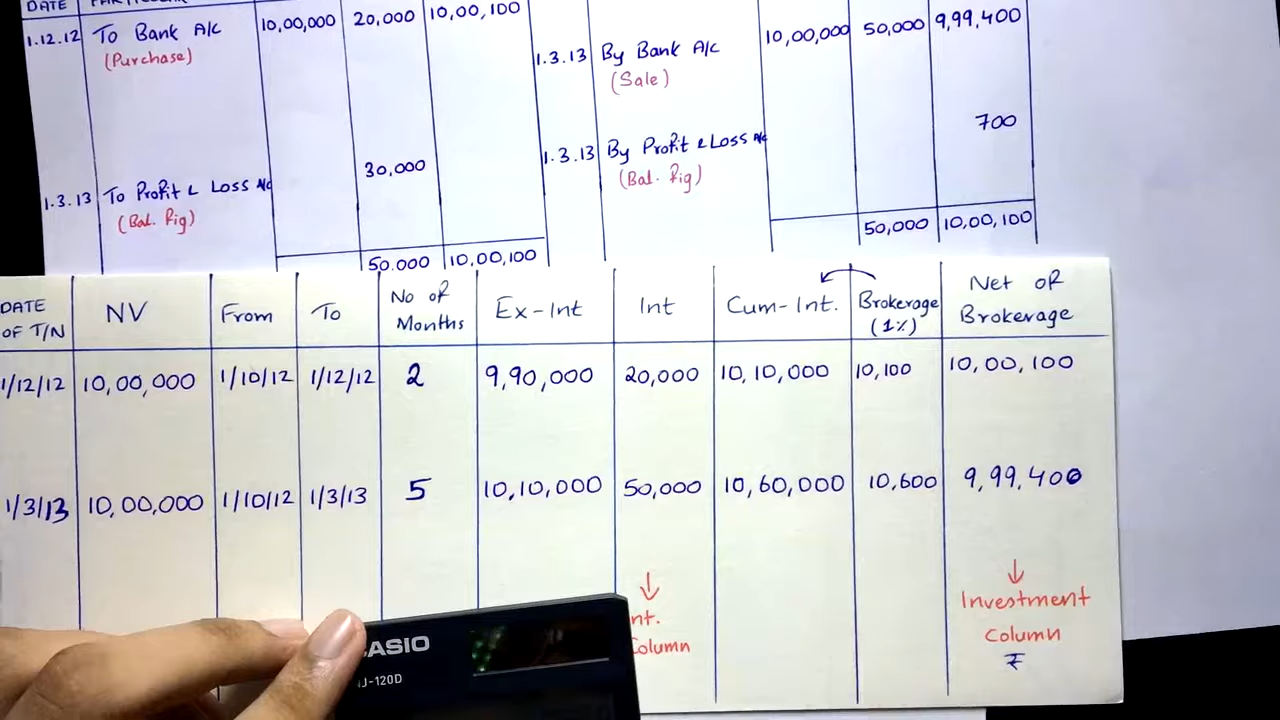 DATE
1.12.12 To Bank A/c 10,00,000 20,000 10,00,100
(Purchase)
1.3.13 To Profit & Loss A/c 30,000
(Bal. fig)
50.000 10,00,100
1.3.13 By Bank A/c 10,00,000 50,000 9,99,400
(Sale)
1.3.13 By Profit & Loss A/c 700
(Bal. fig)
50,000 10,00,100
DATE OF T/N NV From To No of Months Ex-Int Int Cum-Int. Brokerage (1%) Net of Brokerage
1/12/12 10,00,000 1/10/12 1/12/12 2 9,90,000 20,000 10,10,000 10,100 10,00,100
1/3/13 10,00,000 1/10/12 1/3/13 5 10,10,000 50,000 10,60,000 10,600 9,99,400
nt.
Column
Investment
Column
₹
CASIO
J-120D